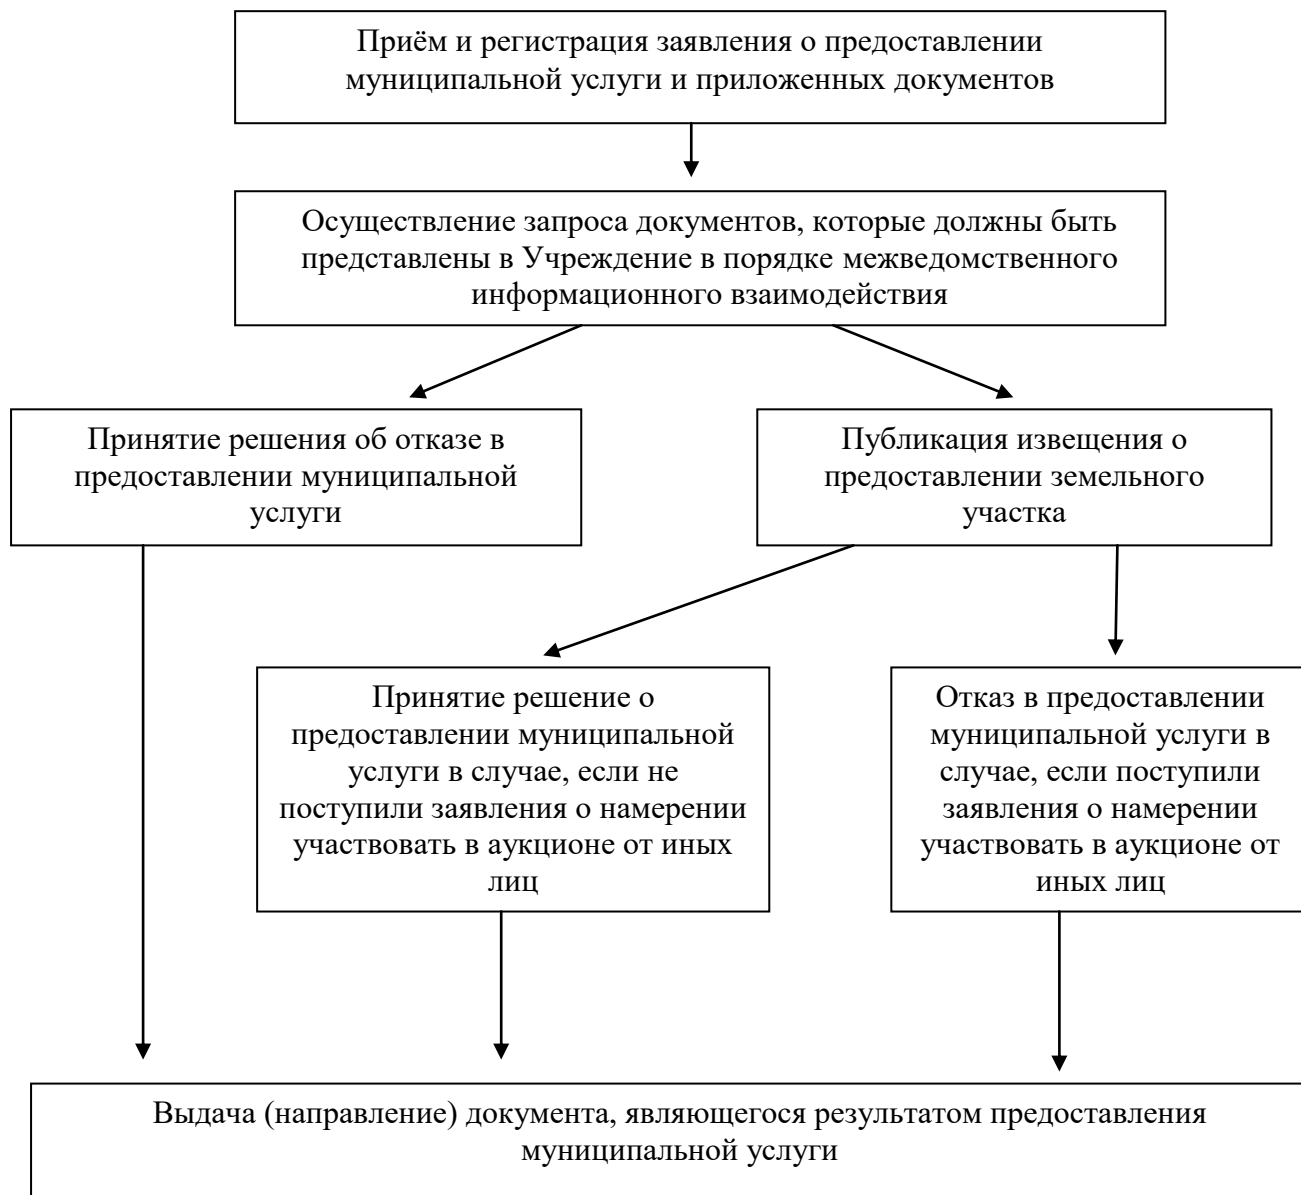 Приём и регистрация заявления о предоставлении
муниципальной услуги и приложенных документов
Осуществление запроса документов, которые должны быть
представлены в Учреждение в порядке межведомственного
информационного взаимодействия
Принятие решения об отказе в
предоставлении муниципальной
услуги
Публикация извещения о
предоставлении земельного
участка
Принятие решение о
предоставлении муниципальной
услуги в случае, если не
поступили заявления о намерении
участвовать в аукционе от иных
лиц
Отказ в предоставлении
муниципальной услуги в
случае, если поступили
заявления о намерении
участвовать в аукционе от
иных лиц
Выдача (направление) документа, являющегося результатом предоставления
муниципальной услуги